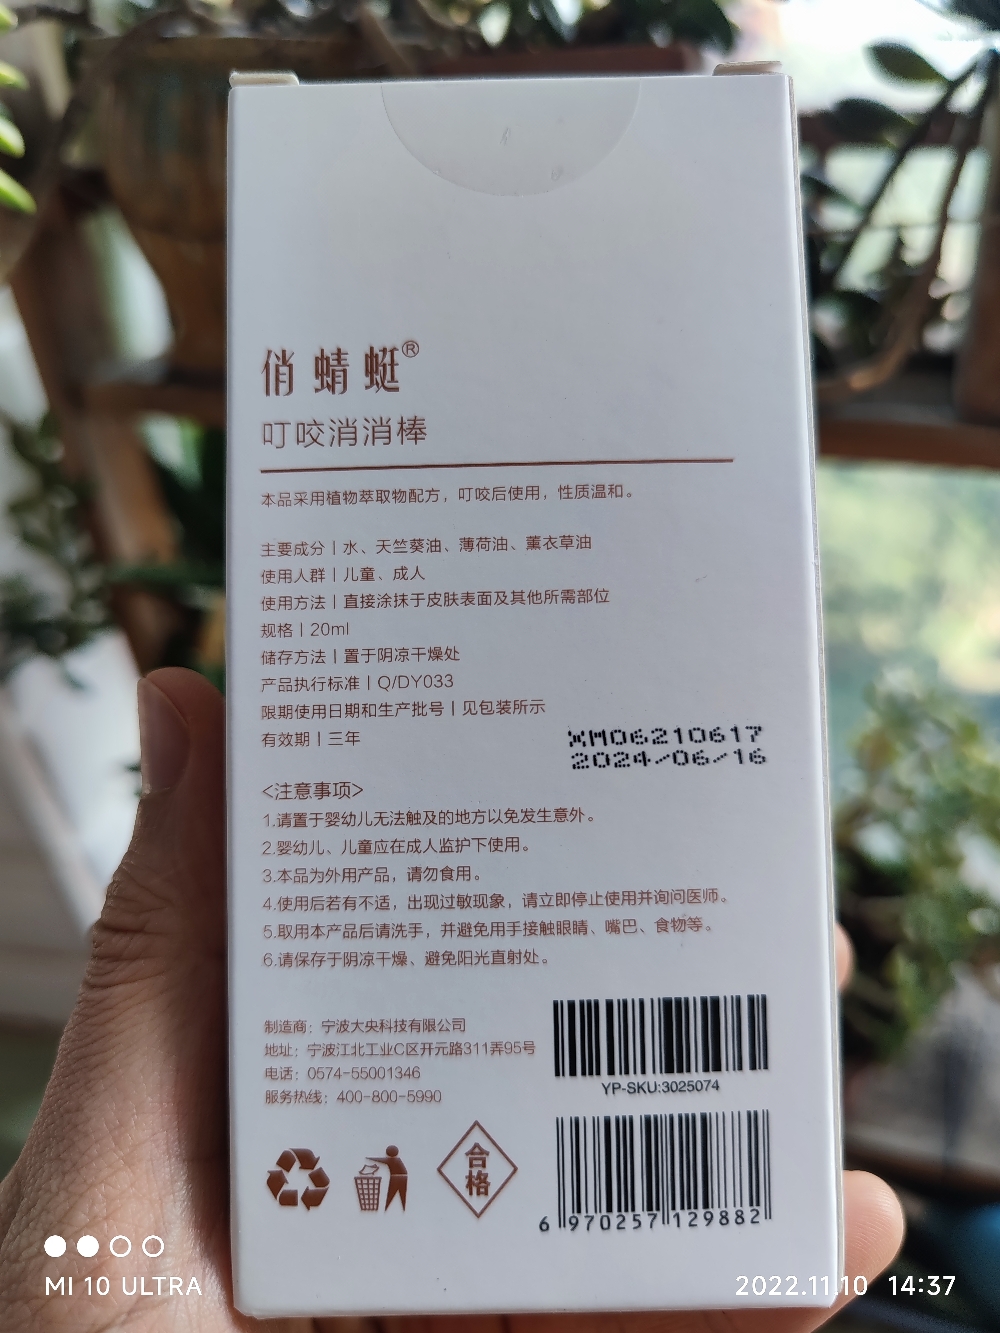 俏蜻蜓®
叮咬消消棒
本品采用植物萃取物配方，叮咬后使用，性质温和。
主要成分丨水、天竺葵油、薄荷油、薰衣草油
使用人群丨儿童、成人
使用方法丨直接涂抹于皮肤表面及其他所需部位
规格丨20ml
储存方法丨置于阴凉干燥处
产品执行标准丨Q/DY033
限期使用日期和生产批号丨见包装所示
有效期丨三年
XM06210617
2024/06/16
<注意事项>
1.请置于婴幼儿无法触及的地方以免发生意外。
2.婴幼儿、儿童应在成人监护下使用。
3.本品为外用产品，请勿食用。
4.使用后若有不适，出现过敏现象，请立即停止使用并询问医师。
5.取用本产品后请洗手，并避免用手接触眼睛、嘴巴、食物等。
6.请保存于阴凉干燥、避免阳光直射处。
制造商：宁波大央科技有限公司
地址：宁波江北工业C区开元路311弄95号
电话：0574-55001346
服务热线：400-800-5990
YP-SKU:3025074
合格
6 970257 129882
MI 10 ULTRA
2022.11.10 14:37